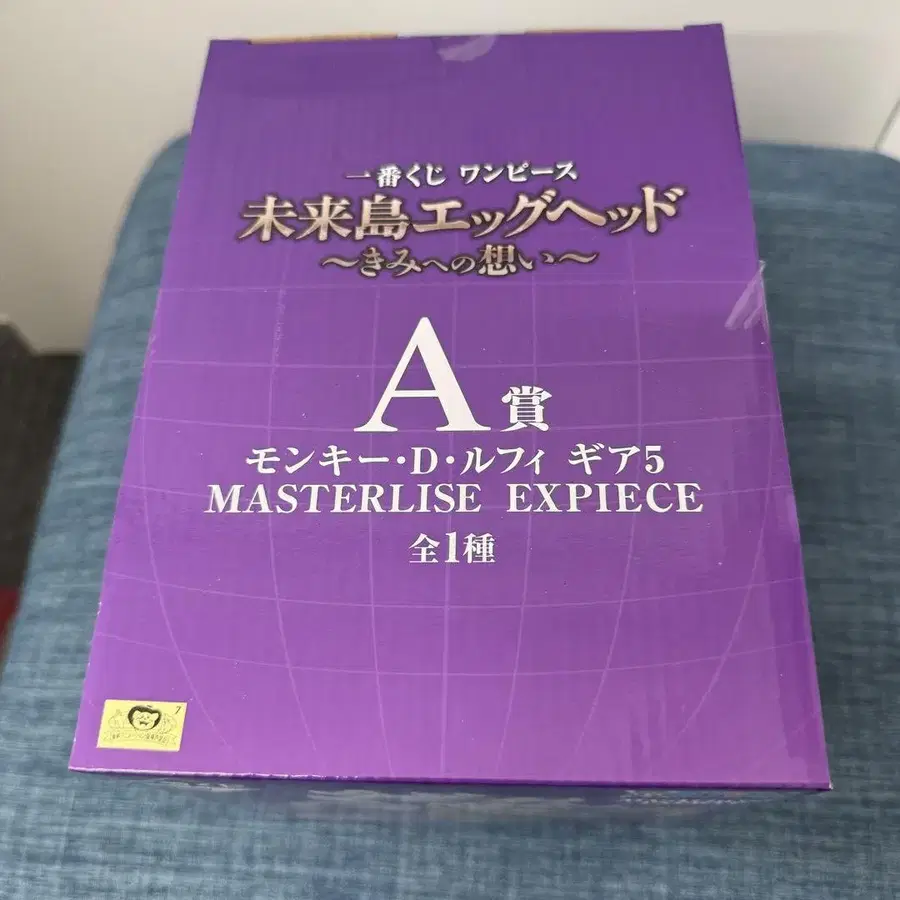 一番くじ ワンピース
未来島エッグヘッド
～きみへの想い～
A賞
モンキー・D・ルフィ ギア5
MASTERLISE EXPIECE
全1種
7